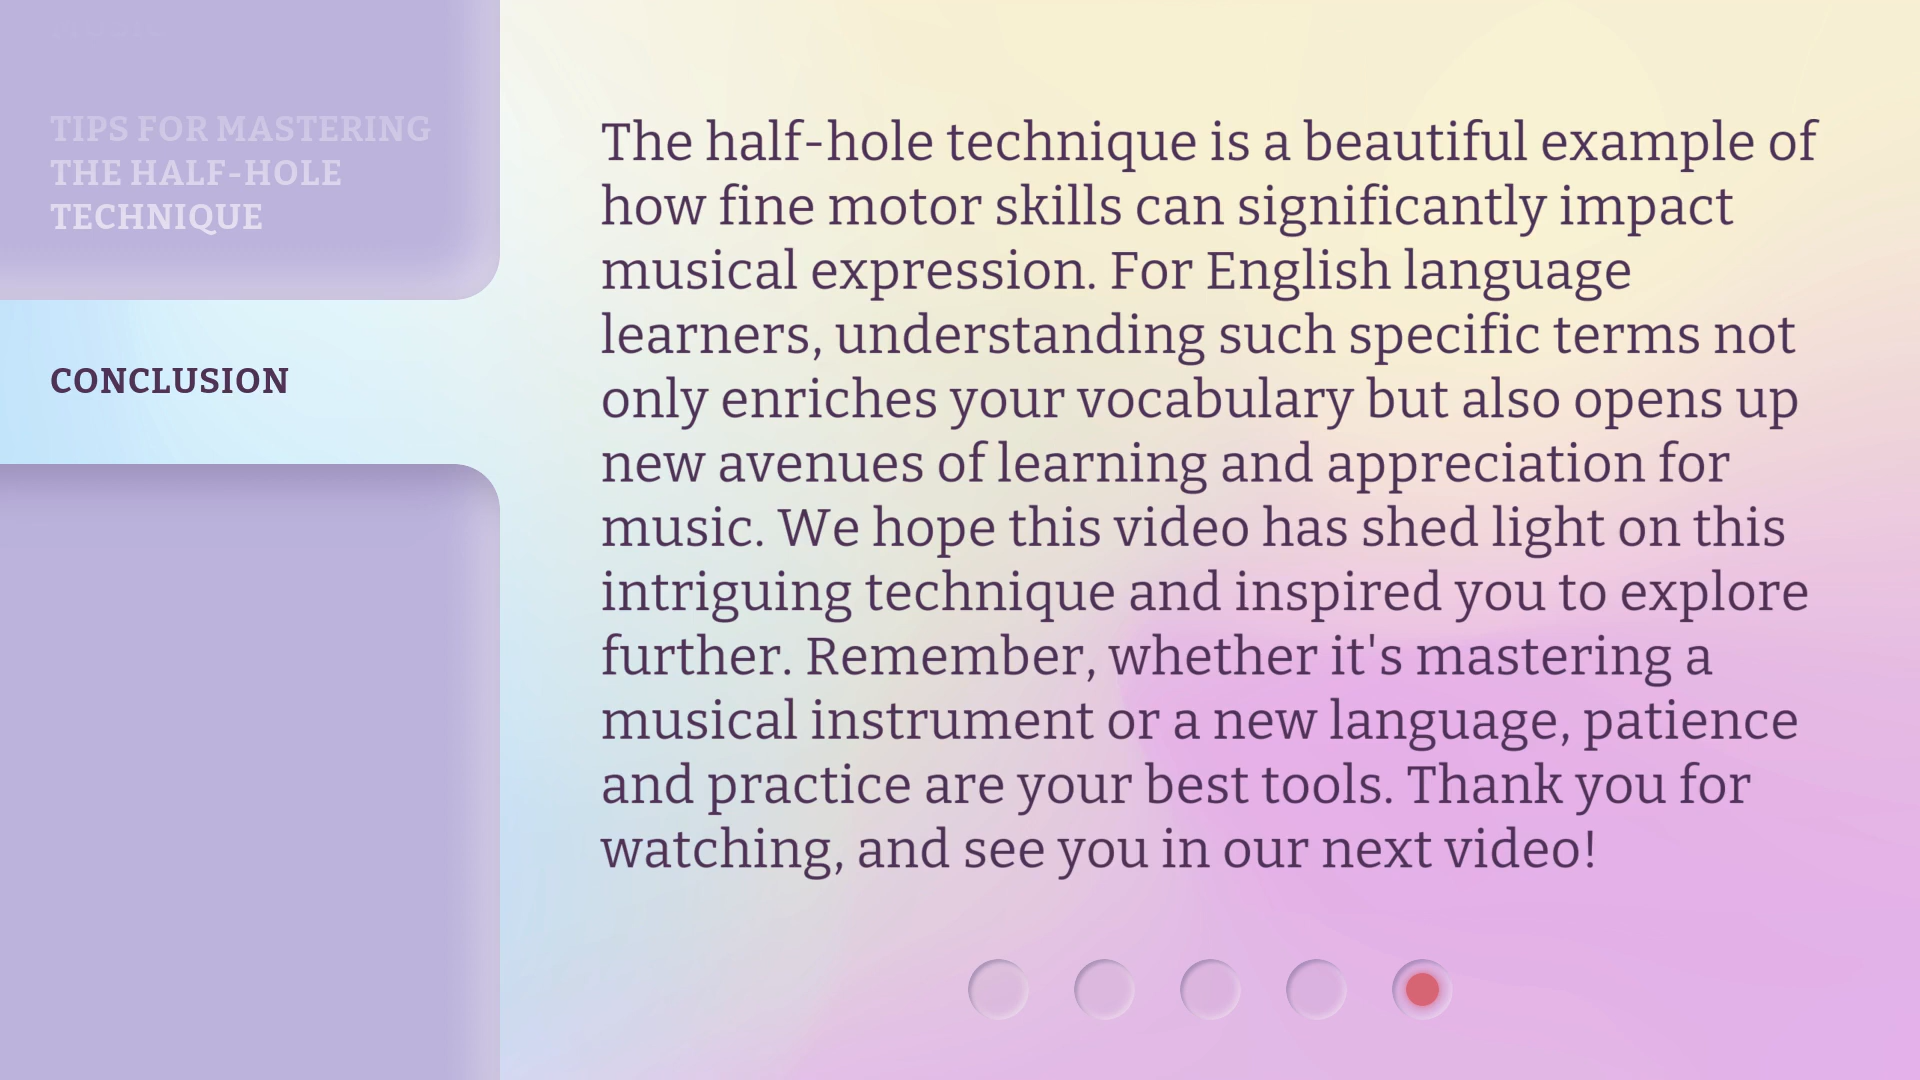 TIPS FOR MASTERING
THE HALF-HOLE
TECHNIQUE
CONCLUSION
The half-hole technique is a beautiful example of
how fine motor skills can significantly impact
musical expression. For English language
learners, understanding such specific terms not
only enriches your vocabulary but also opens up
new avenues of learning and appreciation for
music. We hope this video has shed light on this
intriguing technique and inspired you to explore
further. Remember, whether it's mastering a
musical instrument or a new language, patience
and practice are your best tools. Thank you for
watching, and see you in our next video!